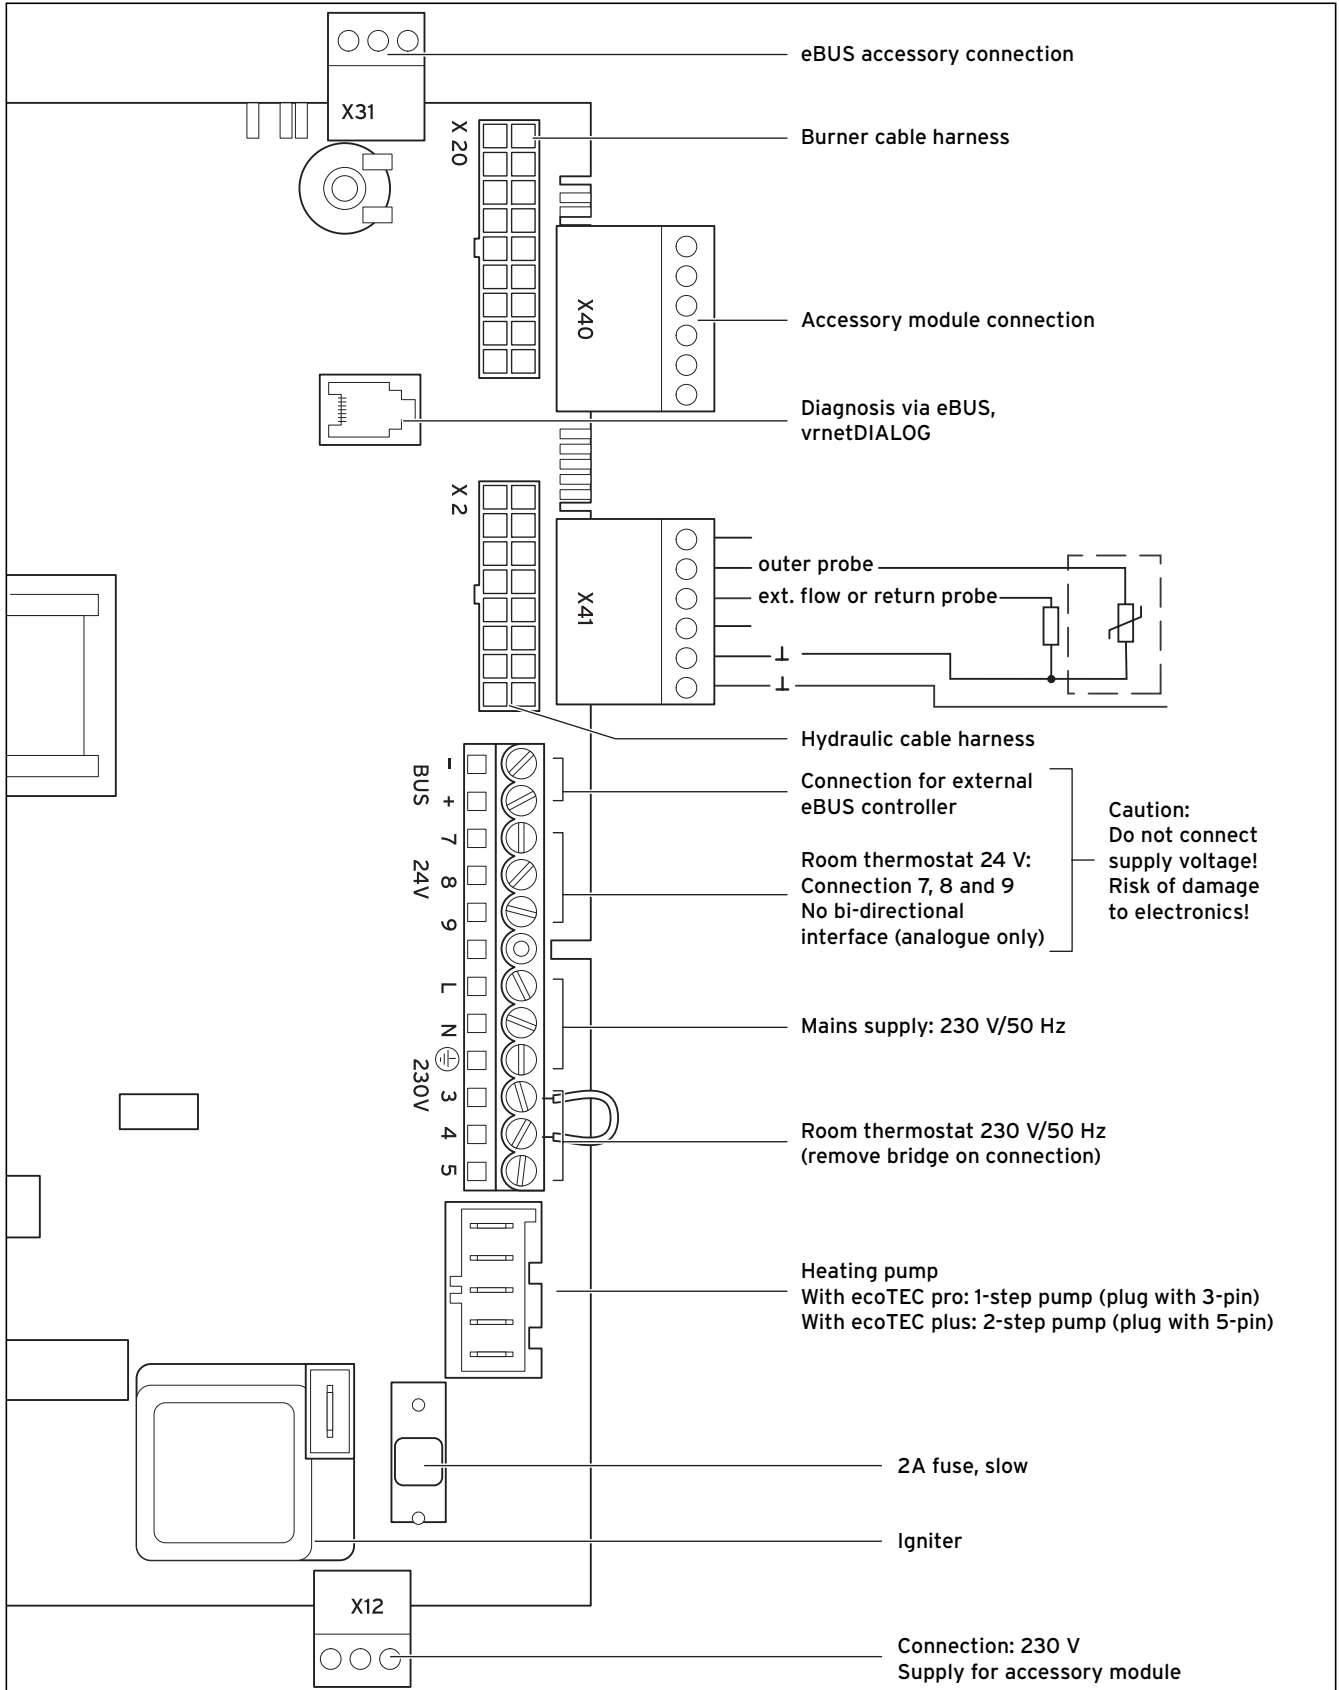 eBUS accessory connection
X31
X 20
Burner cable harness
X40
Accessory module connection
Diagnosis via eBUS,
vrnetDIALOG
X 2
X41
outer probe
ext. flow or return probe
Hydraulic cable harness
BUS
-
+
Connection for external
eBUS controller
24V
7
8
9
Room thermostat 24 V:
Connection 7, 8 and 9
No bi-directional
interface (analogue only)
Caution:
Do not connect
supply voltage!
Risk of damage
to electronics!
L
N
Mains supply: 230 V/50 Hz
230V
3
4
5
Room thermostat 230 V/50 Hz
(remove bridge on connection)
Heating pump
With ecoTEC pro: 1-step pump (plug with 3-pin)
With ecoTEC plus: 2-step pump (plug with 5-pin)
2A fuse, slow
Igniter
X12
Connection: 230 V
Supply for accessory module